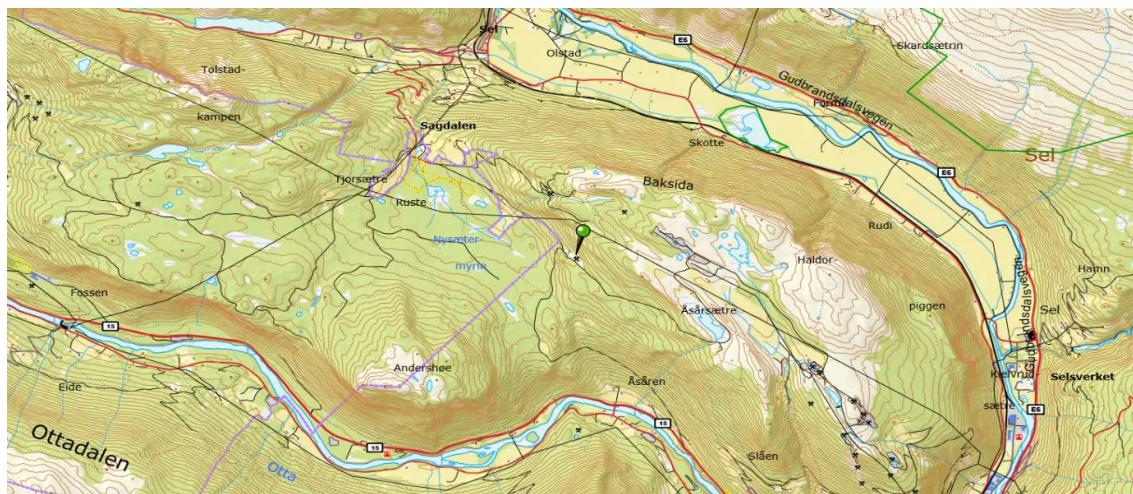 Sel
Olstad
E6
Skardsætrin
Tolstad-
kampen
Gudbrandsdalsvegen
Sagdalen
Skotte
Sel
Tjorsætre
Baksida
E6
Ruste
Rudi
Nysæter-
myrin
Haldor-
piggen
Hamn
Fossen
15
Åsårsætre
Sel
Gudbrandsdalsvegen
Andershøe
Selsverket
Eide
Åsåren
sætre
E6
15
15
Ottadalen
Otta
Slåen